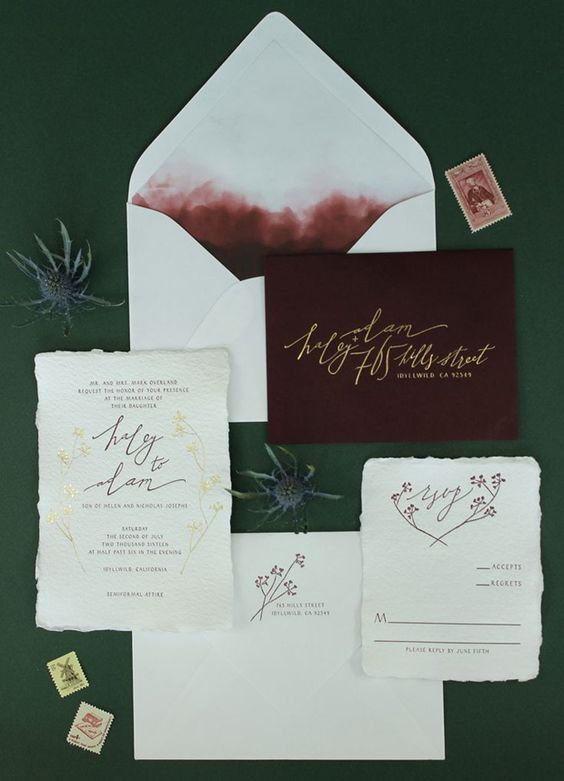 haley + adam
765 hills street
IDYLLWILD, CA 92549
MR. AND MRS. MARK OVERLAND
REQUEST THE HONOR OF YOUR PRESENCE
AT THE MARRIAGE OF
THEIR DAUGHTER
haley
to
adam
SON OF HELEN AND NICHOLAS JOSEPHS
SATURDAY
THE SECOND OF JULY
TWO THOUSAND SIXTEEN
AT HALF PAST SIX IN THE EVENING
IDYLLWILD, CALIFORNIA
SEMIFORMAL ATTIRE
rsvp
ACCEPTS
REGRETS
M
PLEASE REPLY BY JUNE FIFTH
765 HILLS STREET
IDYLLWILD, CA 92549